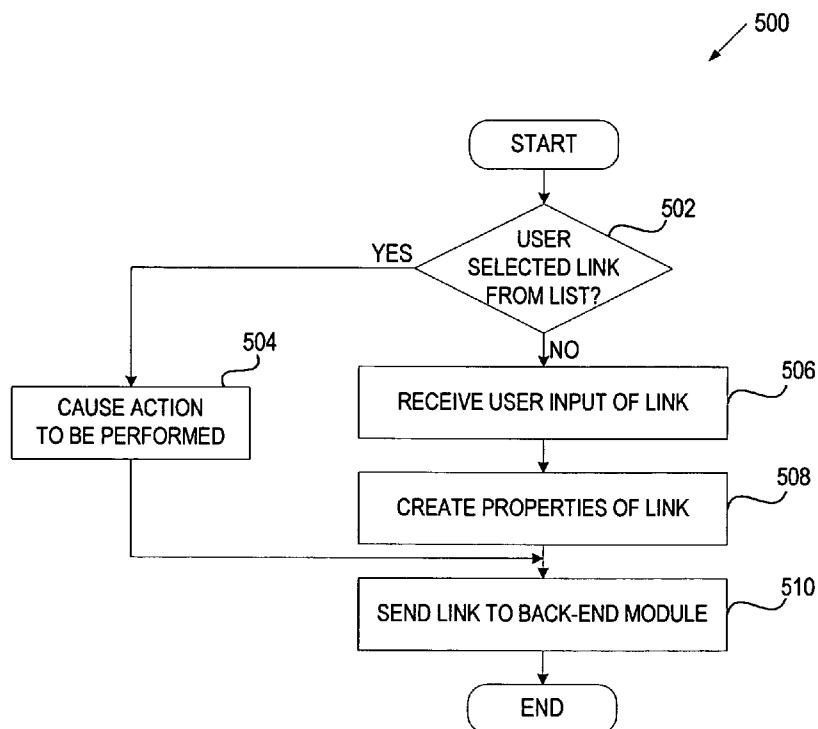 500
START
502
USER
SELECTED LINK
FROM LIST?
YES
NO
504
CAUSE ACTION
TO BE PERFORMED
506
RECEIVE USER INPUT OF LINK
508
CREATE PROPERTIES OF LINK
510
SEND LINK TO BACK-END MODULE
END